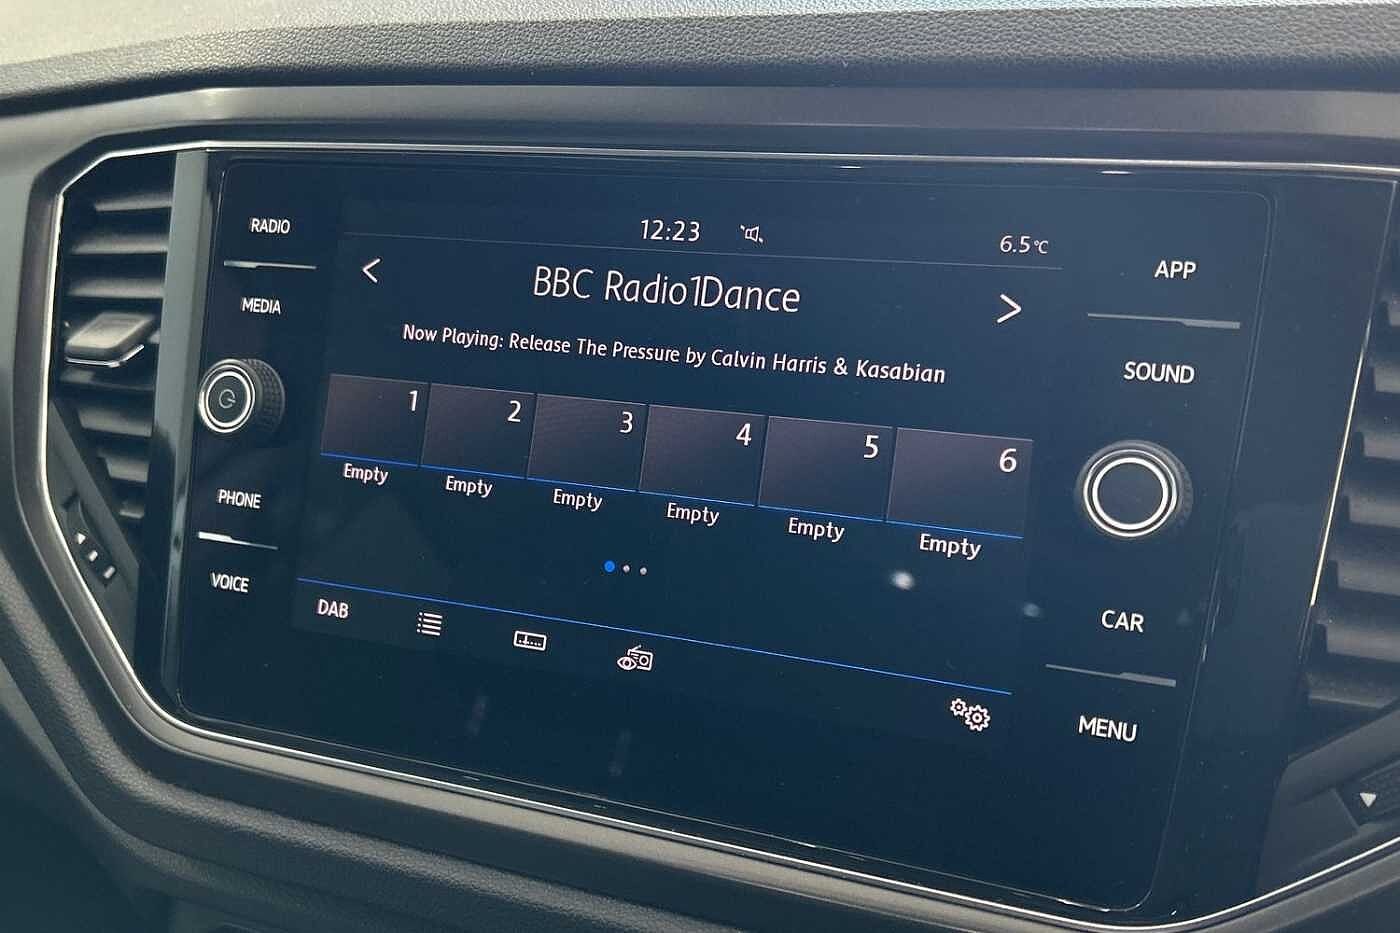 RADIO
MEDIA
PHONE
VOICE
12:23
6.5°C
< BBC Radio1Dance >
Now Playing: Release The Pressure by Calvin Harris & Kasabian
1 2 3 4 5 6
Empty Empty Empty Empty Empty Empty
DAB
APP
SOUND
CAR
MENU